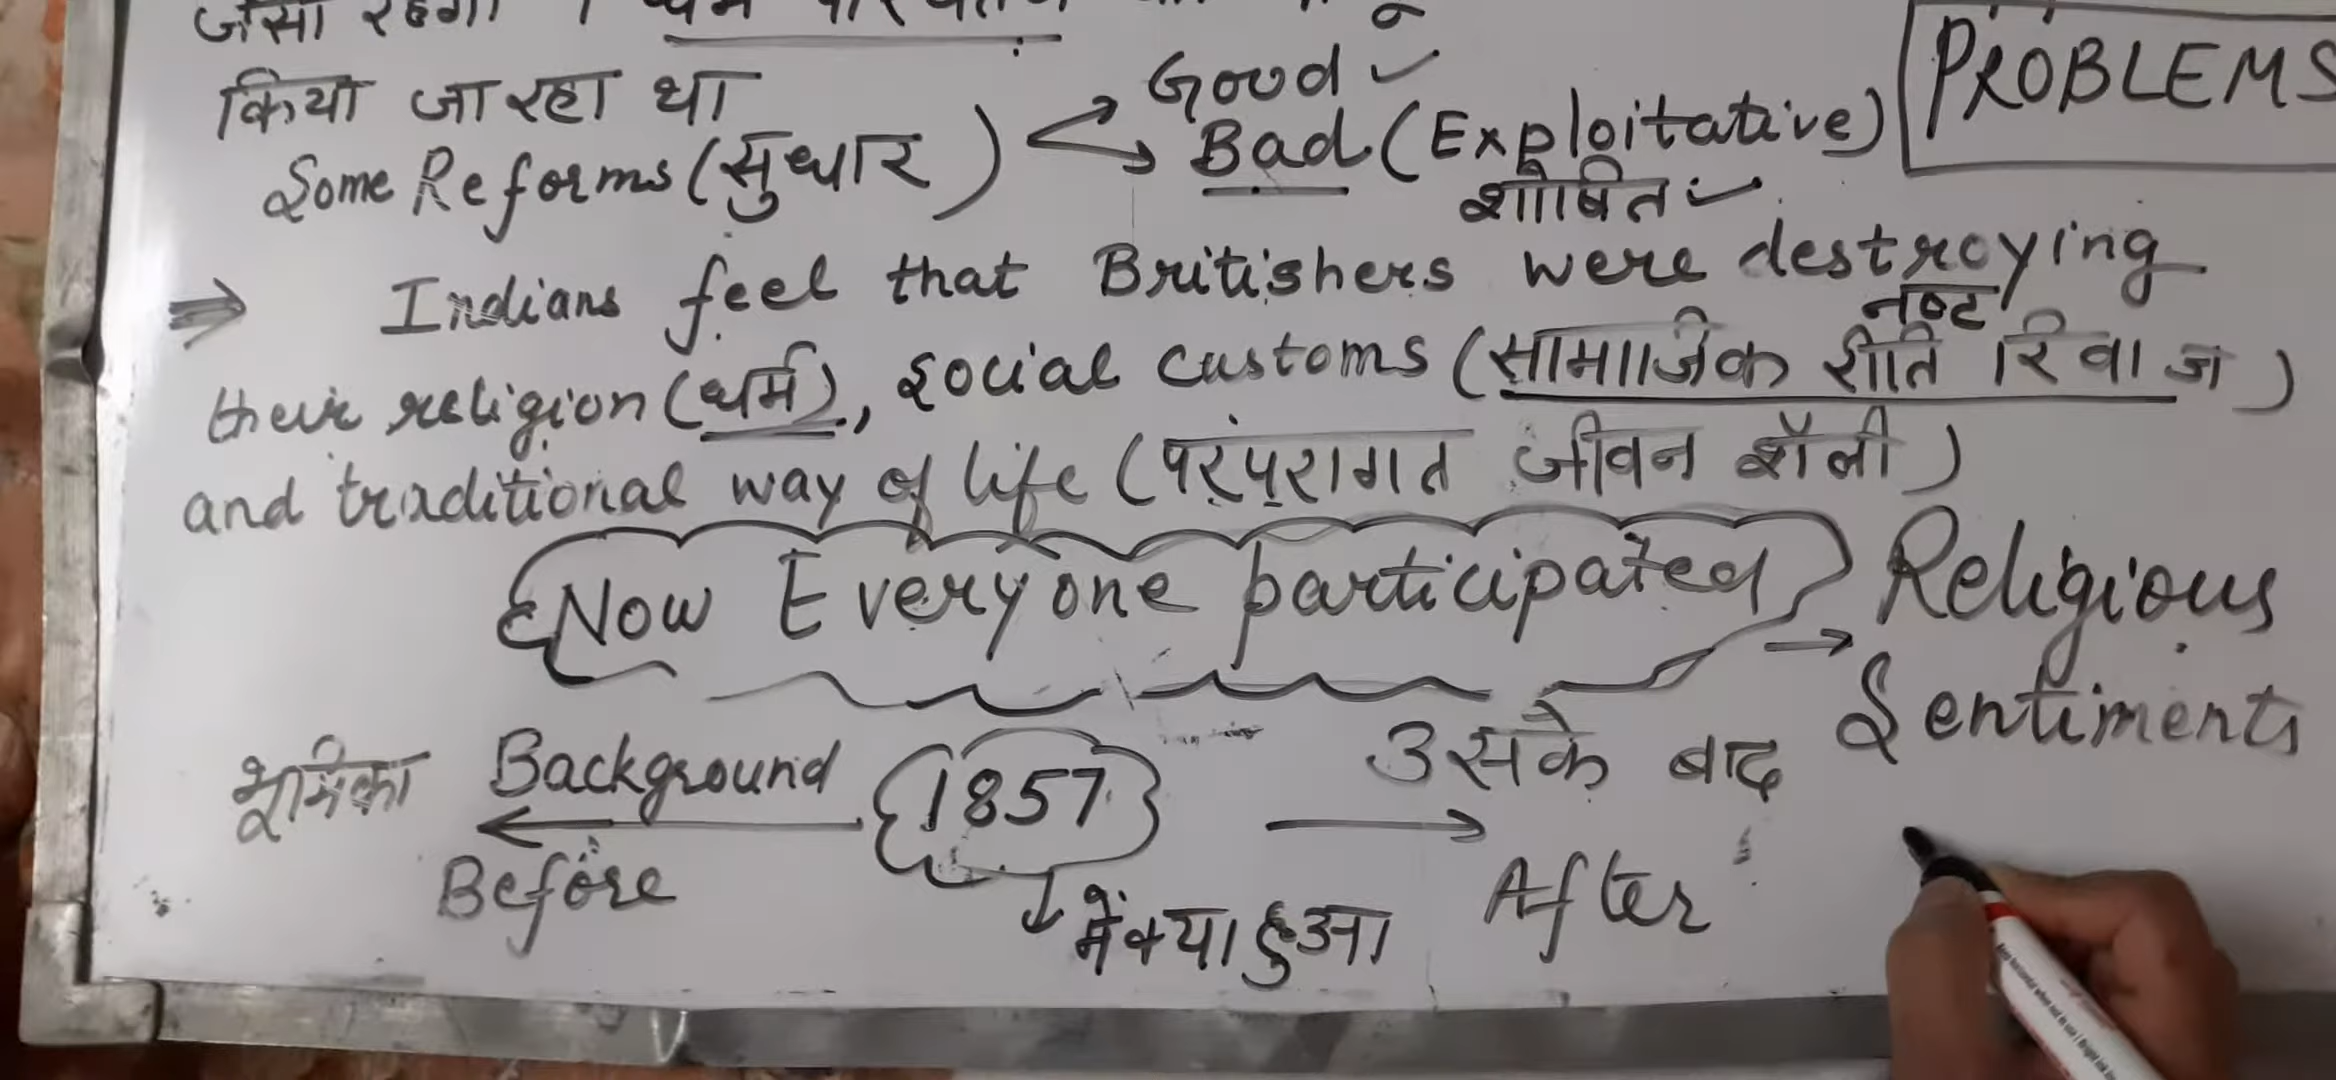 जैसा रहेगा । धर्म
किया जा रहा था
Some Reforms (सुधार)
Good ✓
Bad (Exploitative)
शोषित ✓
PROBLEMS
⇒ Indians feel that Britishers were destroying
नष्ट
their religion (धर्म), social customs (सामाजिक रीति रिवाज)
and traditional way of life (परंपरागत जीवन शैली)
Now Everyone participated → Religious
Sentiments
भूमिका Background ← 1857 → उसके बाद
Before
में क्या हुआ
After